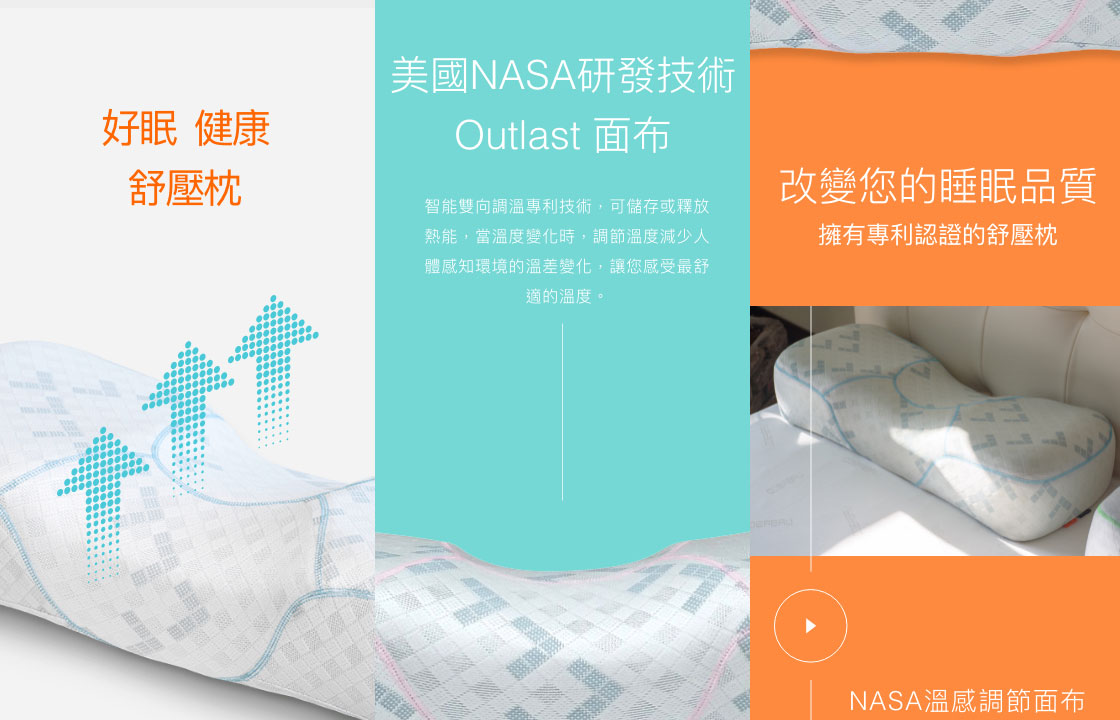 好眠 健康
舒壓枕
美國NASA研發技術
Outlast 面布
智能雙向調溫專利技術，可儲存或釋放
熱能，當溫度變化時，調節溫度減少人
體感知環境的溫差變化，讓您感受最舒
適的溫度。
改變您的睡眠品質
擁有專利認證的舒壓枕
NASA溫感調節面布